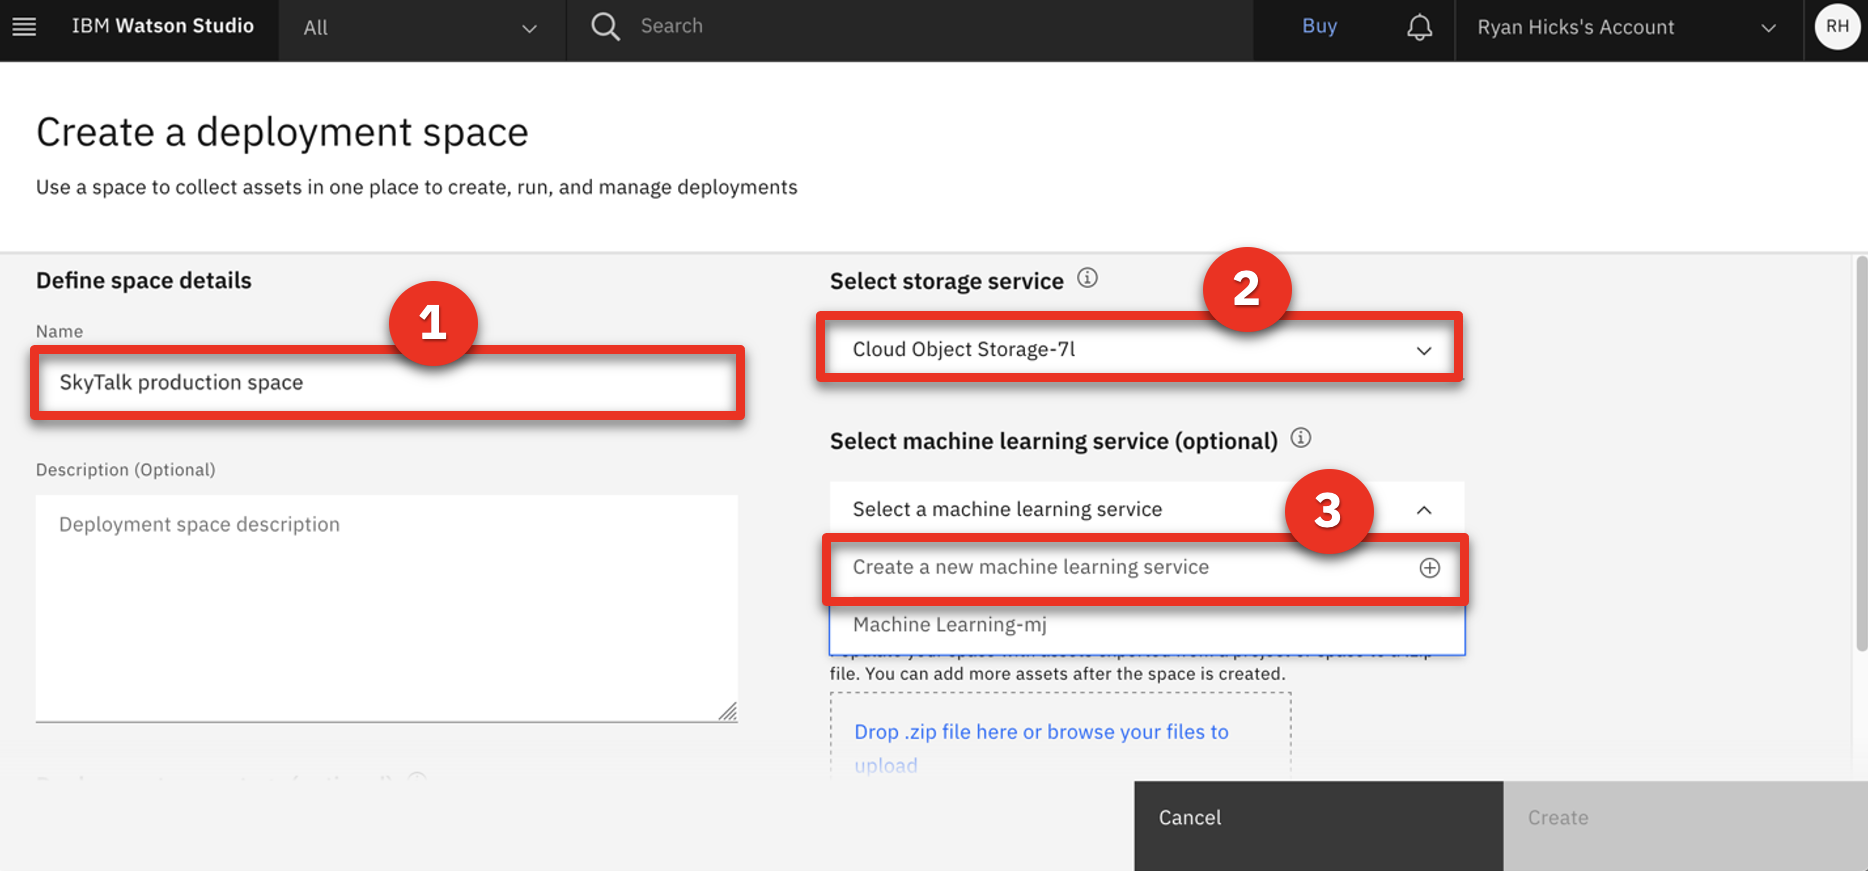 IBM Watson Studio
All
Search
Buy
Ryan Hicks's Account
RH
Create a deployment space
Use a space to collect assets in one place to create, run, and manage deployments
Define space details
Name
1
SkyTalk production space
Description (Optional)
Deployment space description
Select storage service
2
Cloud Object Storage-7l
Select machine learning service (optional)
Select a machine learning service
3
Create a new machine learning service
Machine Learning-mj
file. You can add more assets after the space is created.
Drop .zip file here or browse your files to
upload
Cancel
Create